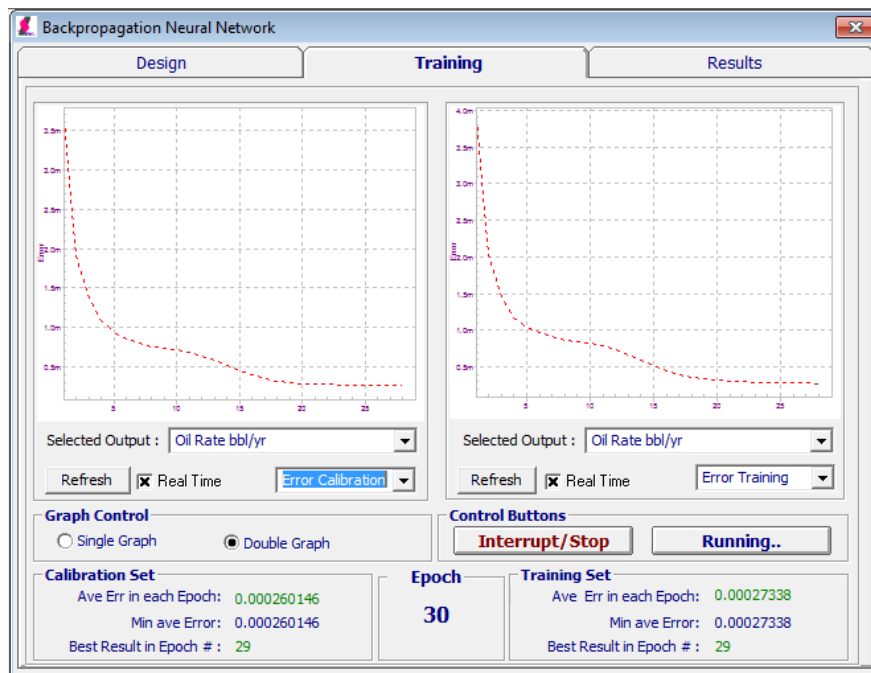 Backpropagation Neural Network
Design Training Results
3.5m
3.0m
2.5m
2.0m
1.5m
1.0m
0.5m
Error
5 10 15 20 25
4.0m
3.5m
3.0m
2.5m
2.0m
1.5m
1.0m
0.5m
Error
5 10 15 20 25
Selected Output : Oil Rate bbl/yr
Refresh Real Time Error Calibration
Selected Output : Oil Rate bbl/yr
Refresh Real Time Error Training
Graph Control
Single Graph Double Graph
Control Buttons
Interrupt/Stop Running..
Calibration Set
Ave Err in each Epoch: 0.000260146
Min ave Error: 0.000260146
Best Result in Epoch # : 29
Epoch
30
Training Set
Ave Err in each Epoch: 0.00027338
Min ave Error: 0.00027338
Best Result in Epoch # : 29